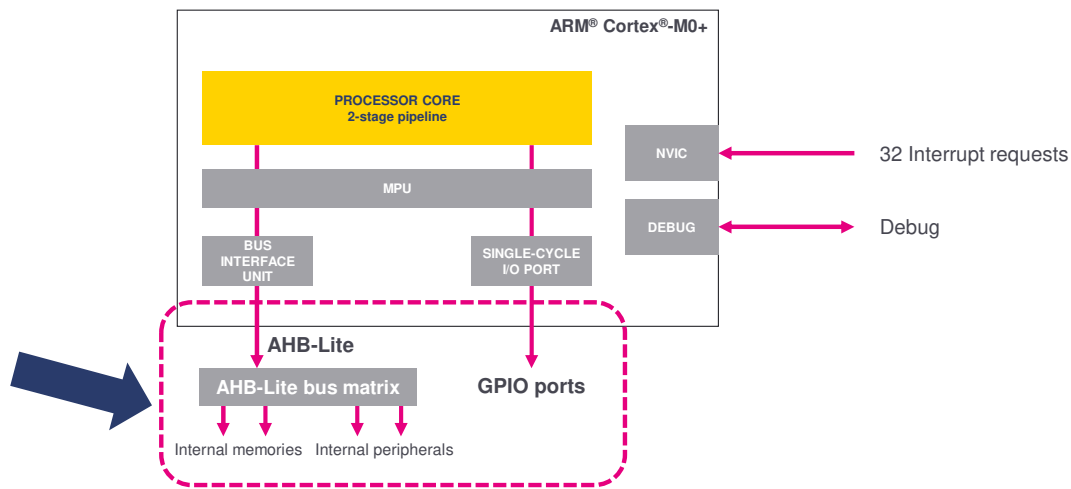 ARM® Cortex®-M0+
PROCESSOR CORE
2-stage pipeline
NVIC
32 Interrupt requests
MPU
DEBUG
Debug
BUS
INTERFACE
UNIT
SINGLE-CYCLE
I/O PORT
AHB-Lite
AHB-Lite bus matrix
GPIO ports
Internal memories
Internal peripherals